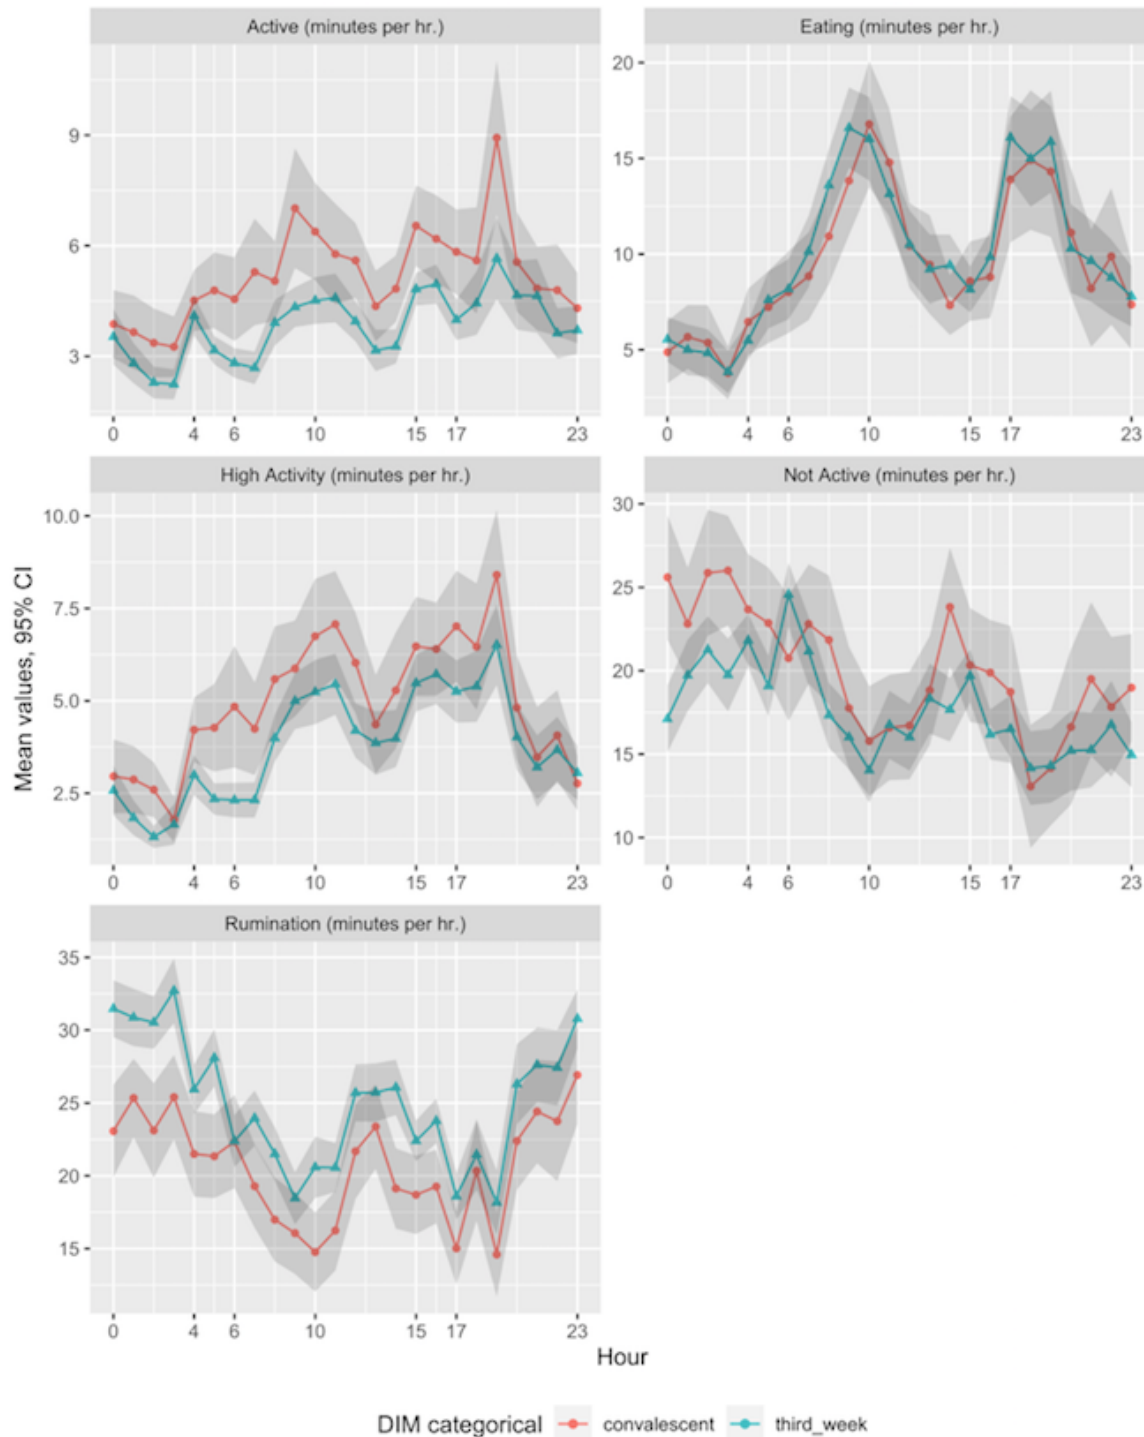 Active (minutes per hr.)
9
6
3
0 4 6 10 15 17 23
Eating (minutes per hr.)
20
15
10
5
0 4 6 10 15 17 23
Mean values, 95% CI
High Activity (minutes per hr.)
10.0
7.5
5.0
2.5
0 4 6 10 15 17 23
Not Active (minutes per hr.)
30
25
20
15
10
0 4 6 10 15 17 23
Rumination (minutes per hr.)
35
30
25
20
15
0 4 6 10 15 17 23
Hour
DIM categorical convalescent third_week